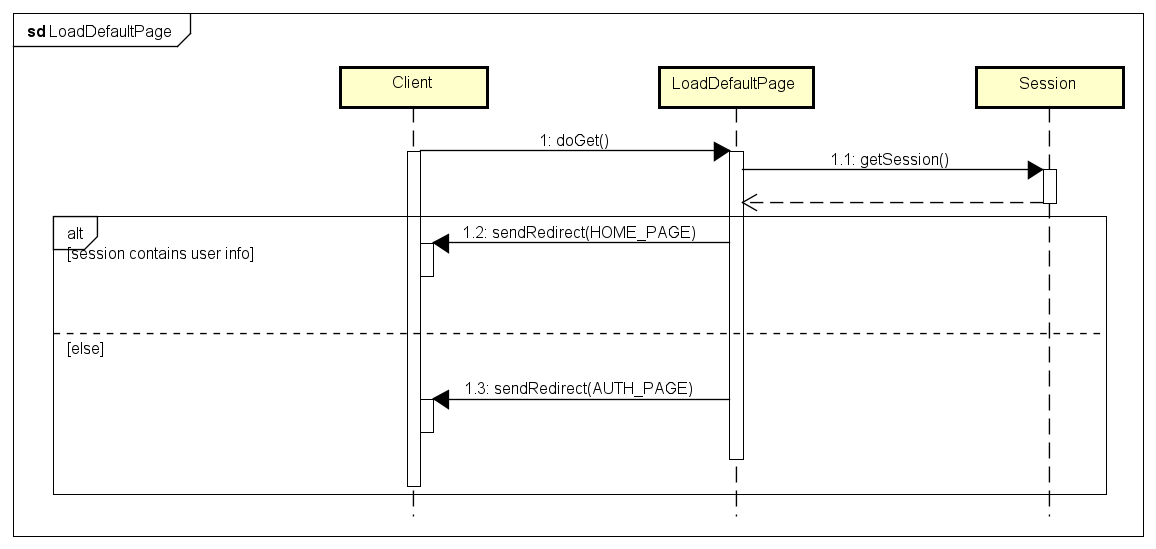 sd LoadDefaultPage
Client
LoadDefaultPage
Session
1: doGet()
1.1: getSession()
alt
1.2: sendRedirect(HOME_PAGE)
[session contains user info]
[else]
1.3: sendRedirect(AUTH_PAGE)